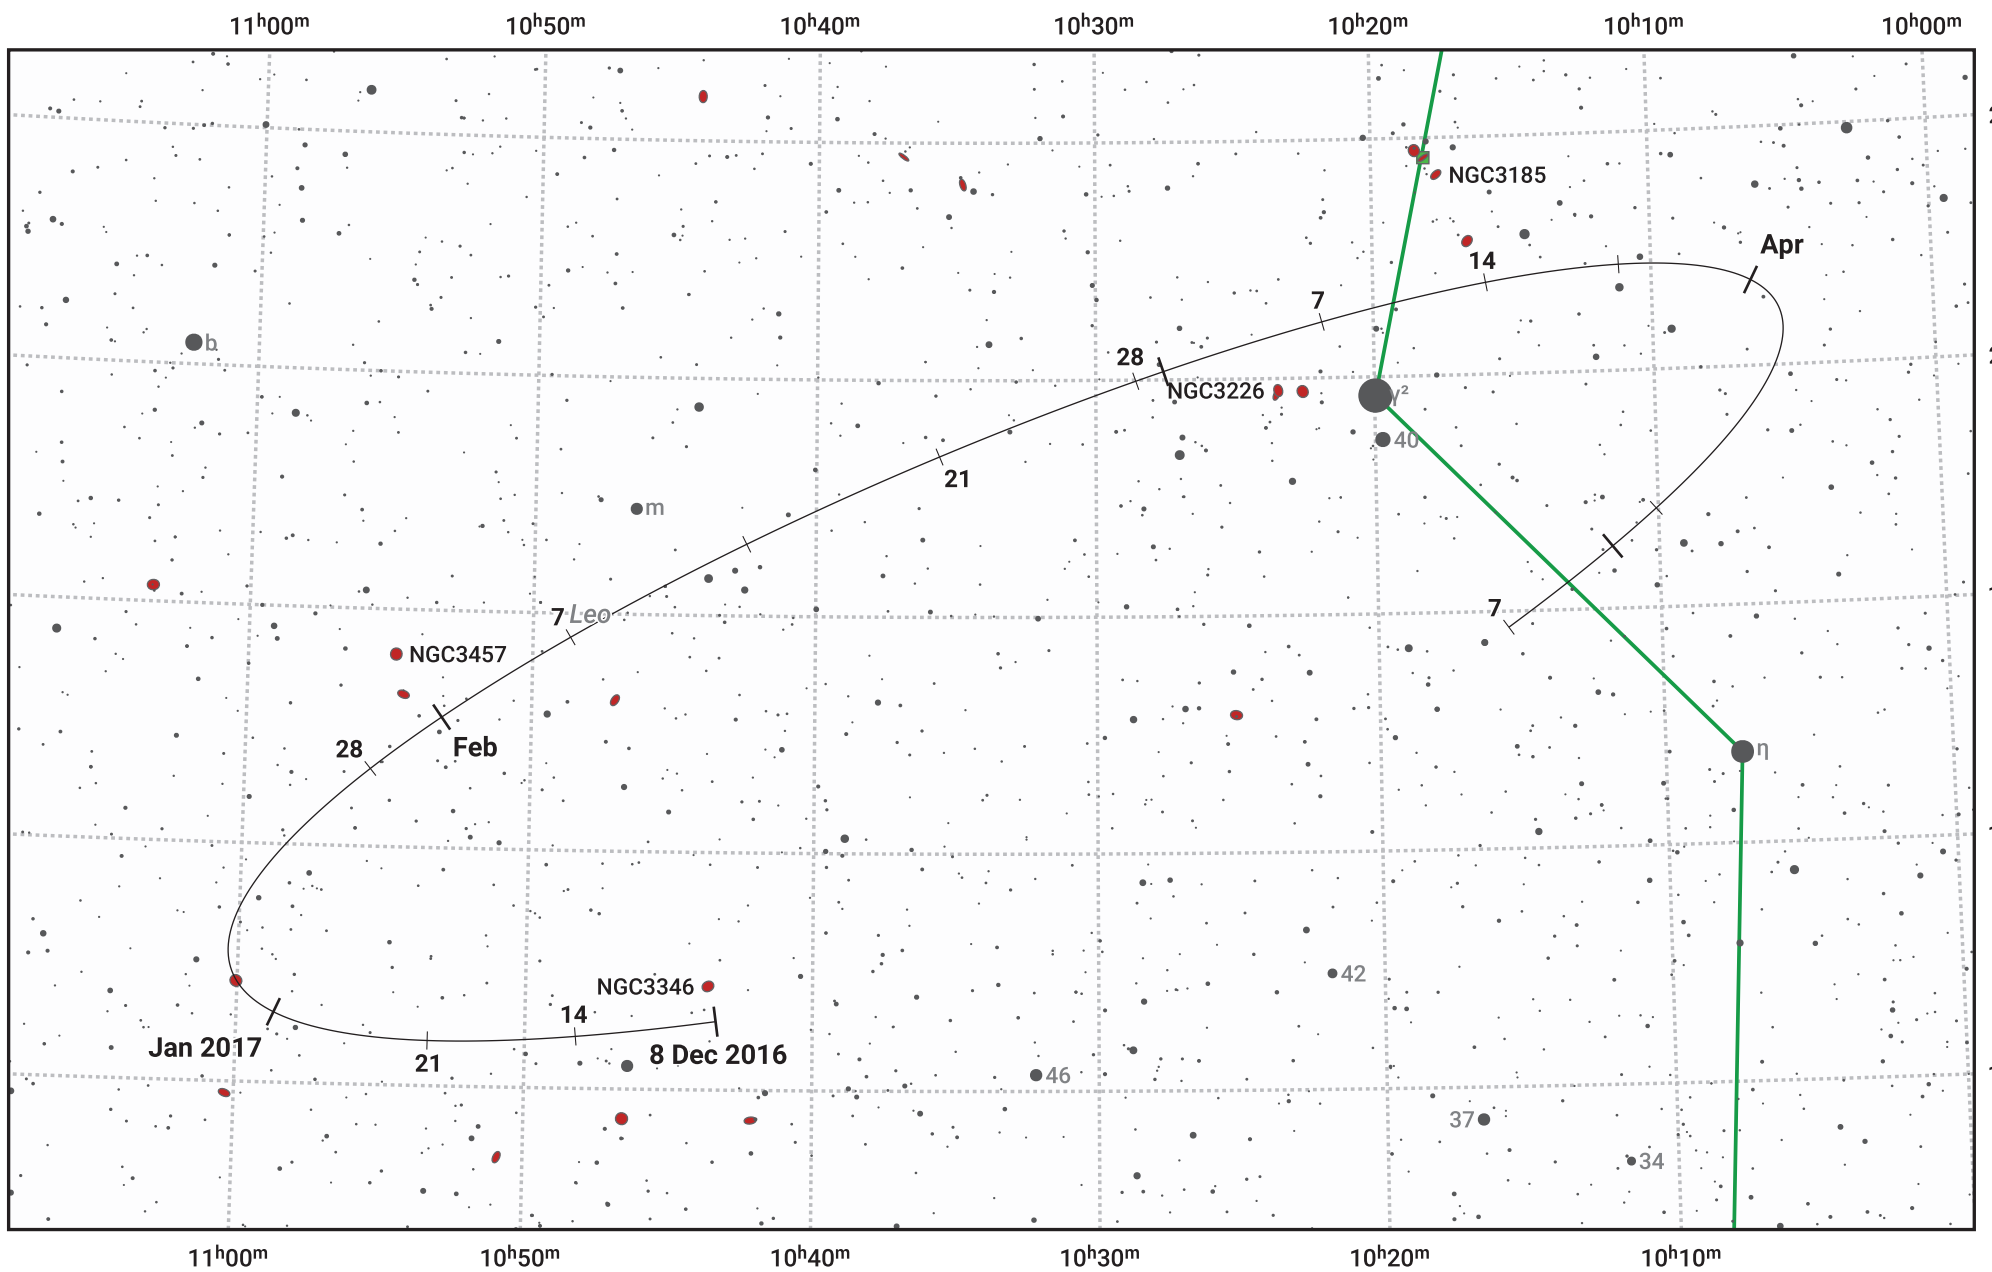 11h00m 10h50m 10h40m 10h30m 10h20m 10h10m 10h00m
NGC3185
Apr
14
7
b
28
NGC3226
γ²
40
21
m
7 Leo
7
NGC3457
Feb
28
η
NGC3346
42
14
Jan 2017
21
8 Dec 2016
46
37
34
11h00m 10h50m 10h40m 10h30m 10h20m 10h10m